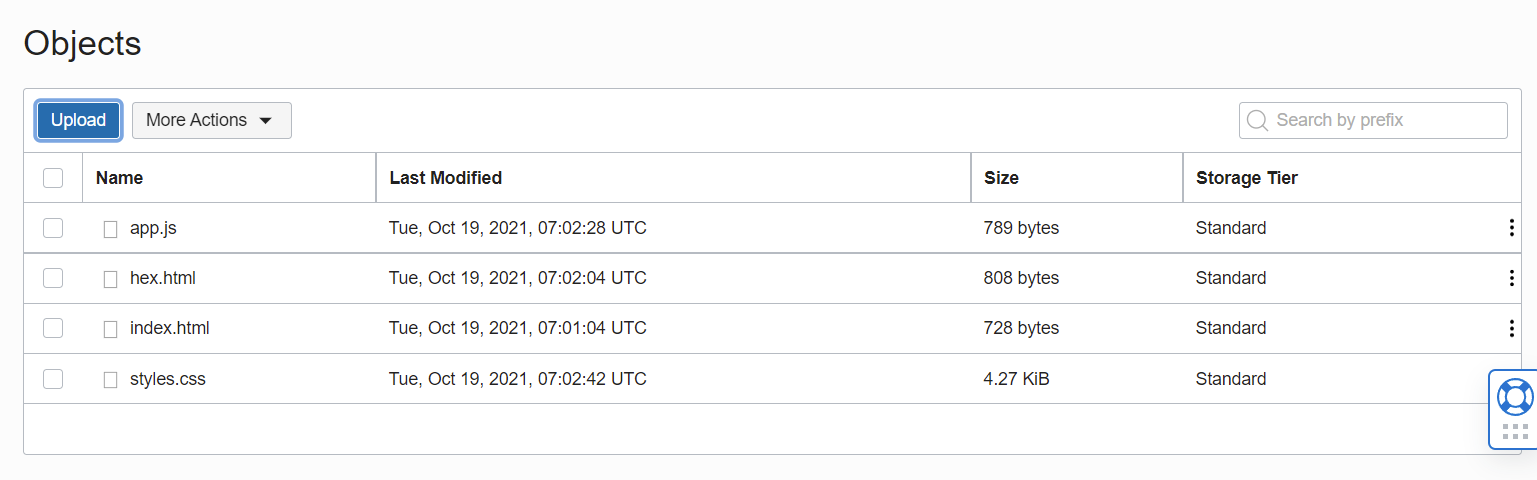 Objects
Upload More Actions Search by prefix
Name Last Modified Size Storage Tier
app.js Tue, Oct 19, 2021, 07:02:28 UTC 789 bytes Standard
hex.html Tue, Oct 19, 2021, 07:02:04 UTC 808 bytes Standard
index.html Tue, Oct 19, 2021, 07:01:04 UTC 728 bytes Standard
styles.css Tue, Oct 19, 2021, 07:02:42 UTC 4.27 KiB Standard